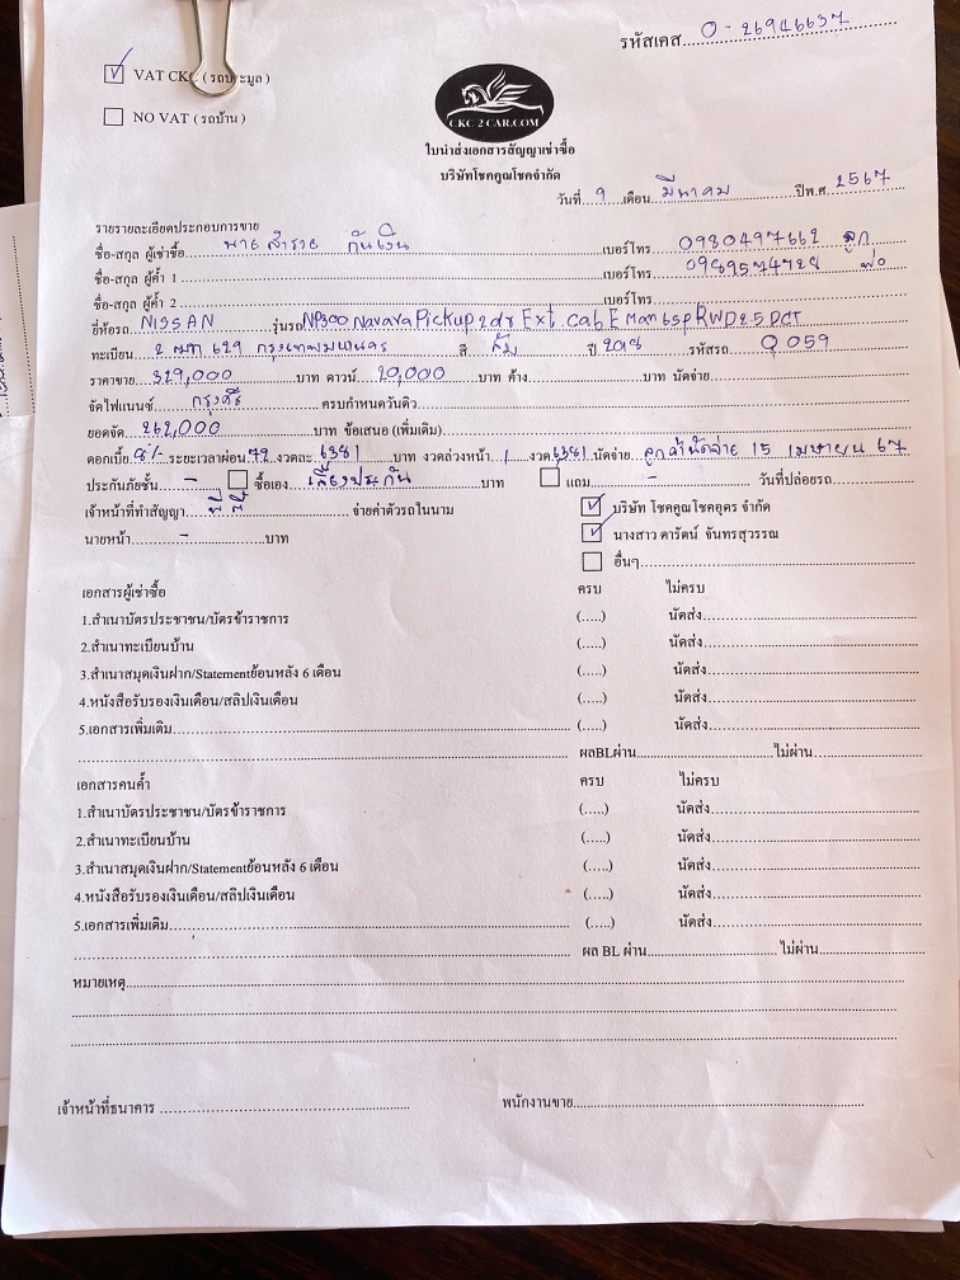 รหัสเคส O-26946637
VAT CKC (รถประมูล)
NO VAT (รถบ้าน)
CKC 2 CAR.COM
ใบนำส่งเอกสารสัญญาเช่าซื้อ
บริษัทโชคคูณโชคจำกัด
วันที่ 9 เดือน มีนาคม ปีพ.ศ 2567
รายรายละเอียดประกอบการขาย
ชื่อ-สกุล ผู้เช่าซื้อ นาย สำราย กันเงิน เบอร์โทร 0980497662 ลูก
ชื่อ-สกุล ผู้ค้ำ 1 เบอร์โทร 0989574728 พ่อ
ชื่อ-สกุล ผู้ค้ำ 2 เบอร์โทร
ยี่ห้อรถ NISSAN รุ่นรถ NP300 Navara Pickup 2dr Ext. Cab E Man 6sp RWD 2.5 DCT
ทะเบียน 2 ฒฑ 629 กรุงเทพมหานคร สี ส้ม ปี 2018 รหัสรถ Q 059
ราคาขาย 329,000 บาท ดาวน์ 20,000 บาท ค้าง บาท นัดจ่าย
จัดไฟแนนซ์ กรุงศรี ครบกำหนดวันดิว
ยอดจัด 262,000 บาท ข้อเสนอ (เพิ่มเติม)
ดอกเบี้ย 8/- ระยะเวลาผ่อน 72 งวดละ 6381 บาท งวดล่วงหน้า 1 งวด 6381 นัดจ่าย ลูกค้านัดจ่าย 15 เมษายน 67
ประกันภัยชั้น - ซื้อเอง เลี้ยงประกัน บาท แถม - วันที่ปล่อยรถ
เจ้าหน้าที่ทำสัญญา พี่ตี๋ จ่ายค่าตัวรถในนาม บริษัท โชคคูณโชคอุดร จำกัด
นายหน้า - บาท นางสาว ดารัตน์ จันทรสุวรรณ
อื่นๆ
เอกสารผู้เช่าซื้อ ครบ ไม่ครบ
1.สำเนาบัตรประชาชน/บัตรข้าราชการ (.....) นัดส่ง
2.สำเนาทะเบียนบ้าน (.....) นัดส่ง
3.สำเนาสมุดเงินฝาก/Statementย้อนหลัง 6 เดือน (.....) นัดส่ง
4.หนังสือรับรองเงินเดือน/สลิปเงินเดือน (.....) นัดส่ง
5.เอกสารเพิ่มเติม (.....) นัดส่ง
ผลBLผ่าน ไม่ผ่าน
เอกสารคนค้ำ ครบ ไม่ครบ
1.สำเนาบัตรประชาชน/บัตรข้าราชการ (.....) นัดส่ง
2.สำเนาทะเบียนบ้าน (.....) นัดส่ง
3.สำเนาสมุดเงินฝาก/Statementย้อนหลัง 6 เดือน (.....) นัดส่ง
4.หนังสือรับรองเงินเดือน/สลิปเงินเดือน (.....) นัดส่ง
5.เอกสารเพิ่มเติม (.....) นัดส่ง
ผล BL ผ่าน ไม่ผ่าน
หมายเหตุ
เจ้าหน้าที่ธนาคาร พนักงานขาย